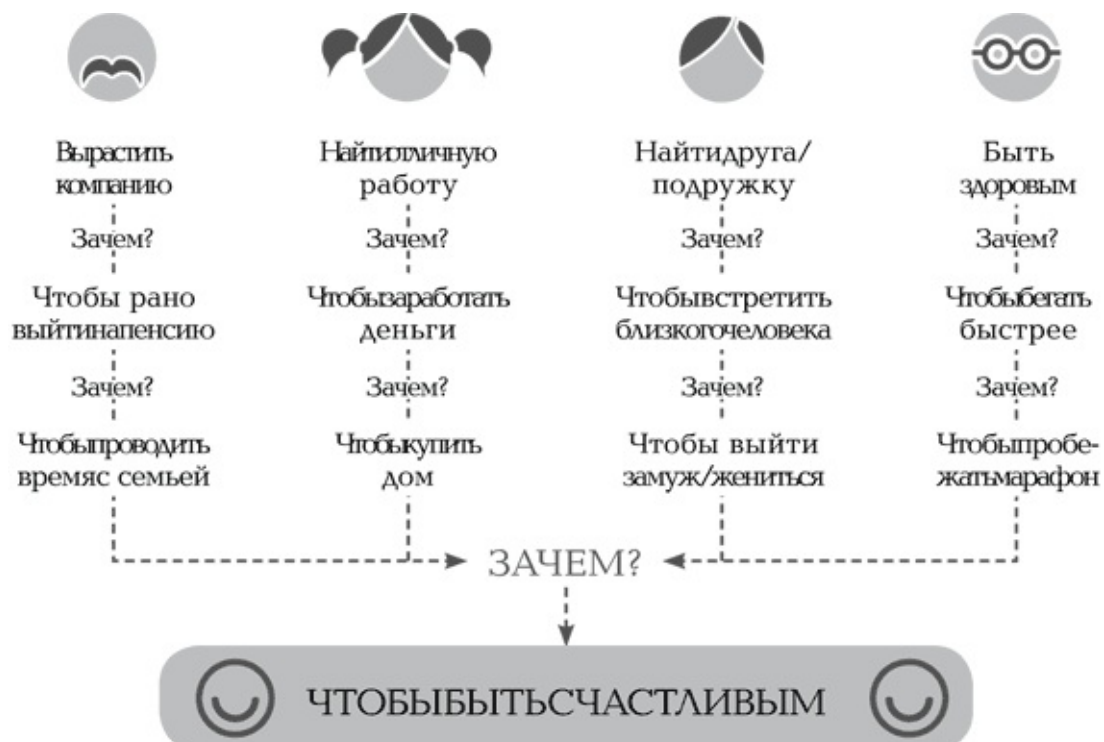 Вырастить
компанию
Зачем?
Чтобы рано
выйтинапенсию
Зачем?
Чтобыпроводить
времяс семьей
Найтиотличную
работу
Зачем?
Чтобызаработать
деньги
Зачем?
Чтобыкупить
дом
Найтидруга/
подружку
Зачем?
Чтобывстретить
близкогочеловека
Зачем?
Чтобы выйти
замуж/жениться
Быть
здоровым
Зачем?
Чтобыбегать
быстрее
Зачем?
Чтобыпробе-
жатьмарафон
ЗАЧЕМ?
ЧТОБЫБЫТЬСЧАСТЛИВЫМ